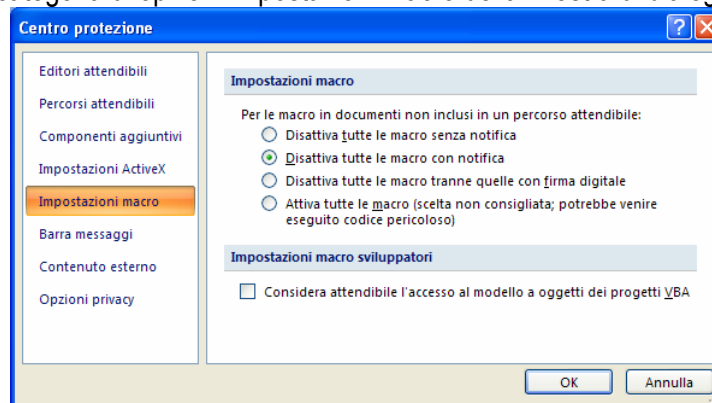 Centro protezione
Editori attendibili
Percorsi attendibili
Componenti aggiuntivi
Impostazioni ActiveX
Impostazioni macro
Barra messaggi
Contenuto esterno
Opzioni privacy
Impostazioni macro
Per le macro in documenti non inclusi in un percorso attendibile:
Disattiva tutte le macro senza notifica
Disattiva tutte le macro con notifica
Disattiva tutte le macro tranne quelle con firma digitale
Attiva tutte le macro (scelta non consigliata; potrebbe venire
eseguito codice pericoloso)
Impostazioni macro sviluppatori
Considera attendibile l'accesso al modello a oggetti dei progetti VBA
OK
Annulla